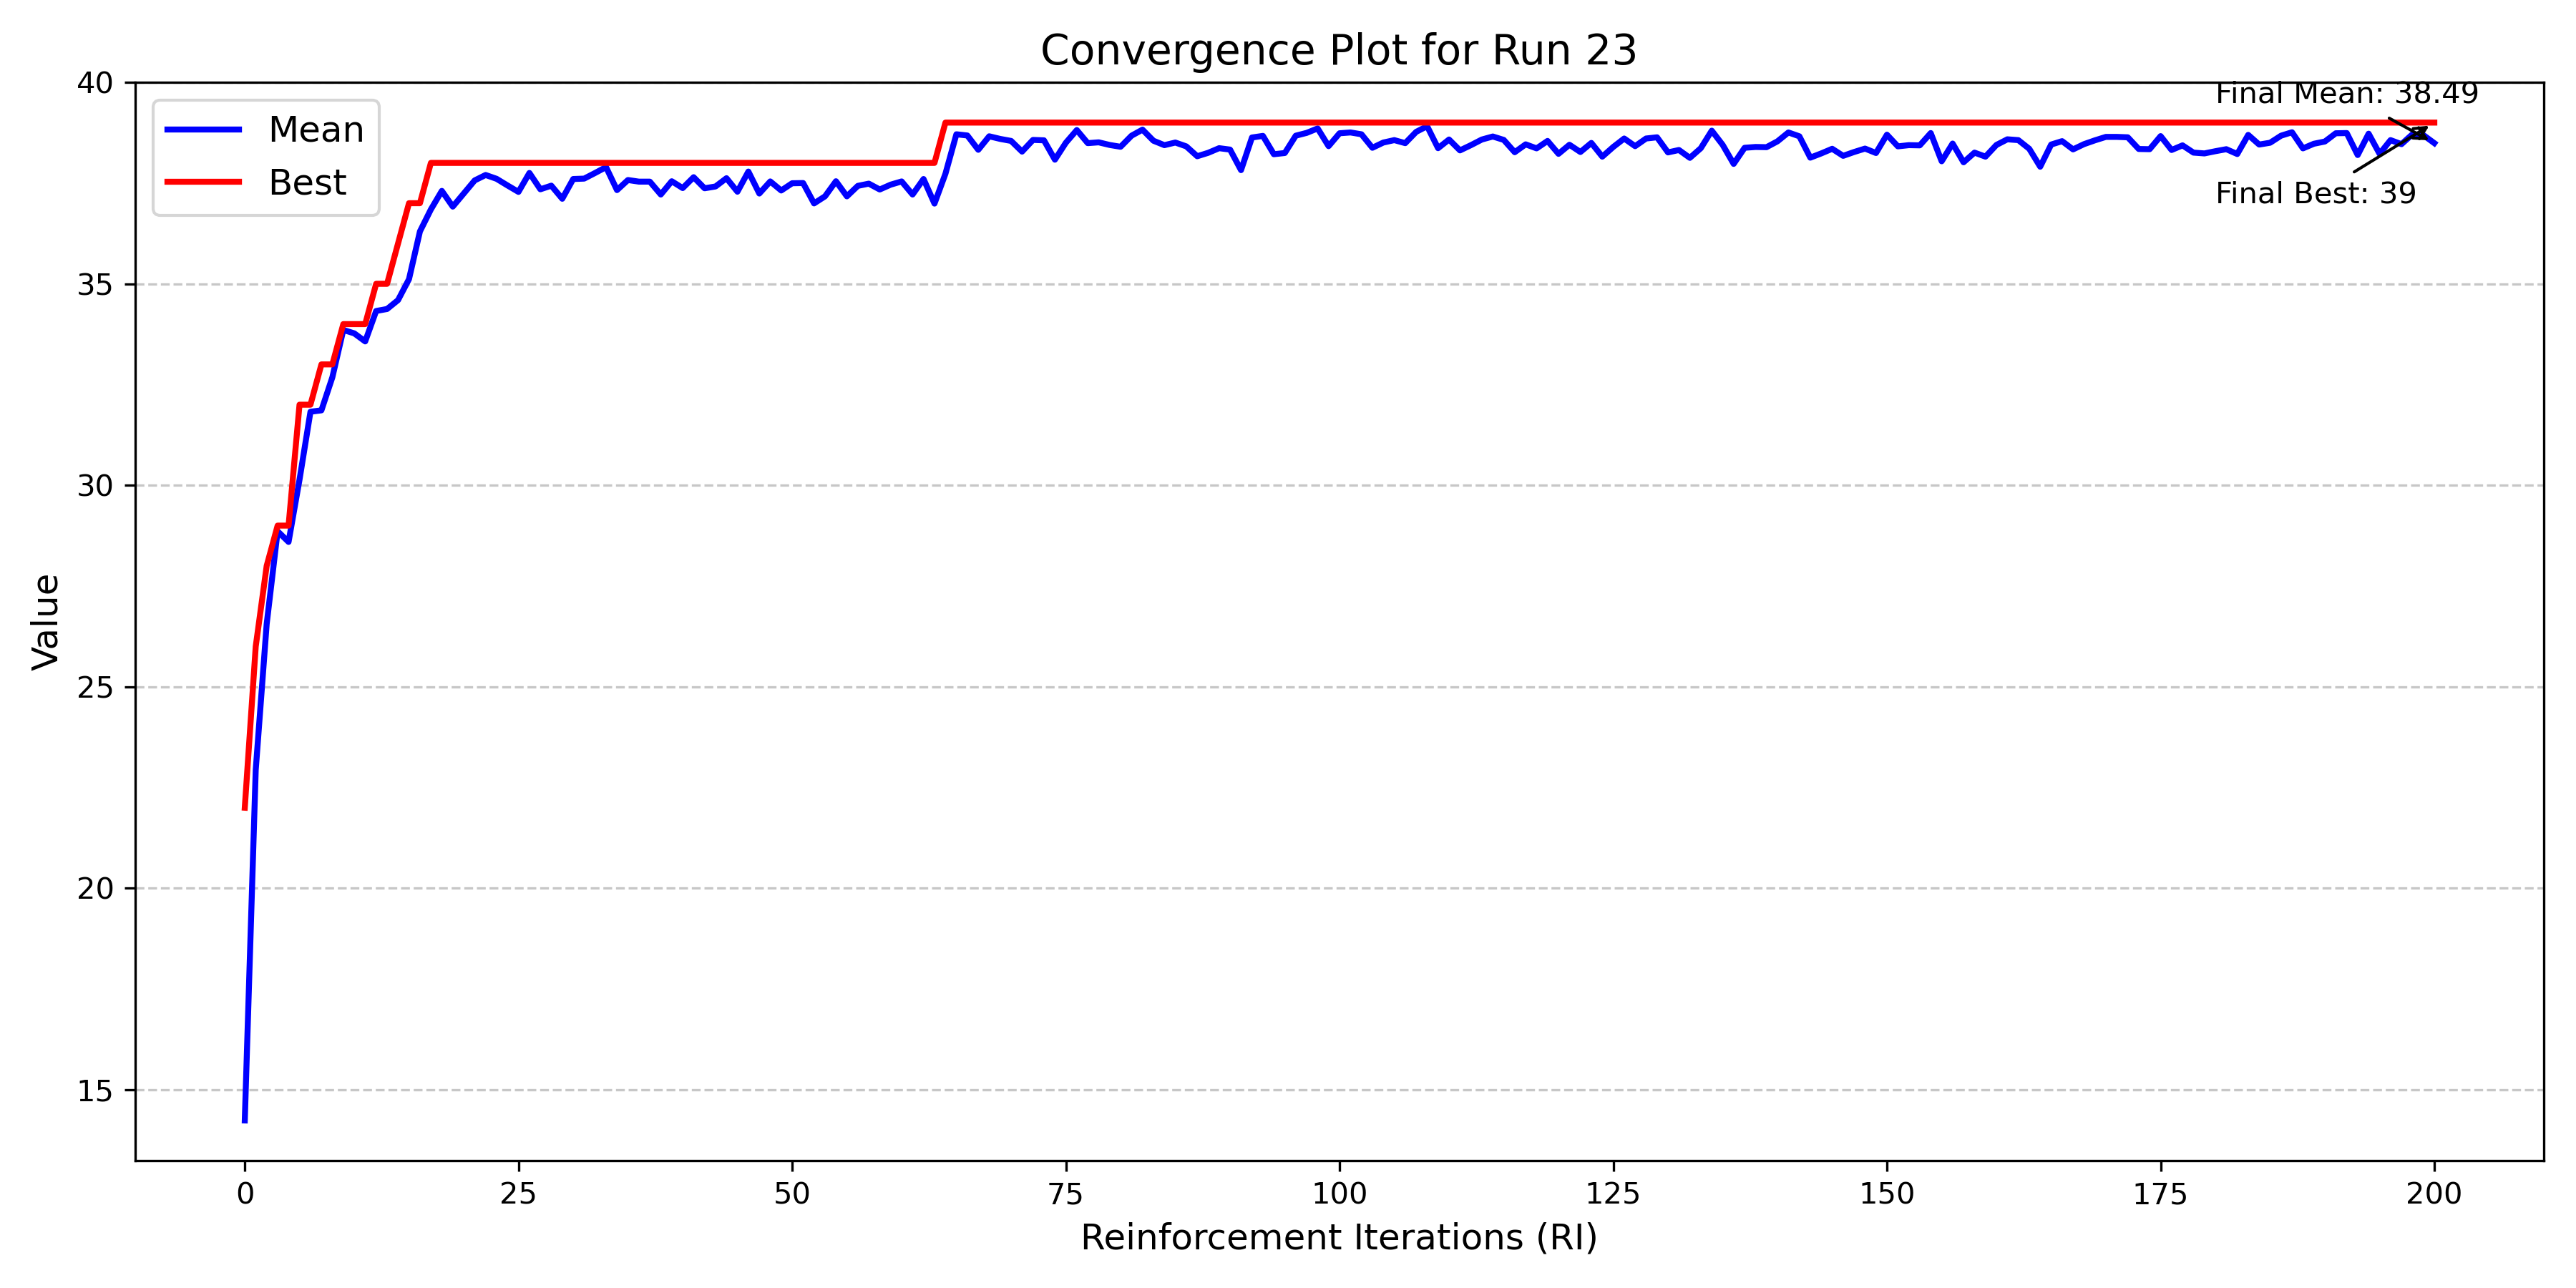 Convergence Plot for Run 23
Mean
Best
Final Mean: 38.49
Final Best: 39
Value
40
35
30
25
20
15
0 25 50 75 100 125 150 175 200
Reinforcement Iterations (RI)